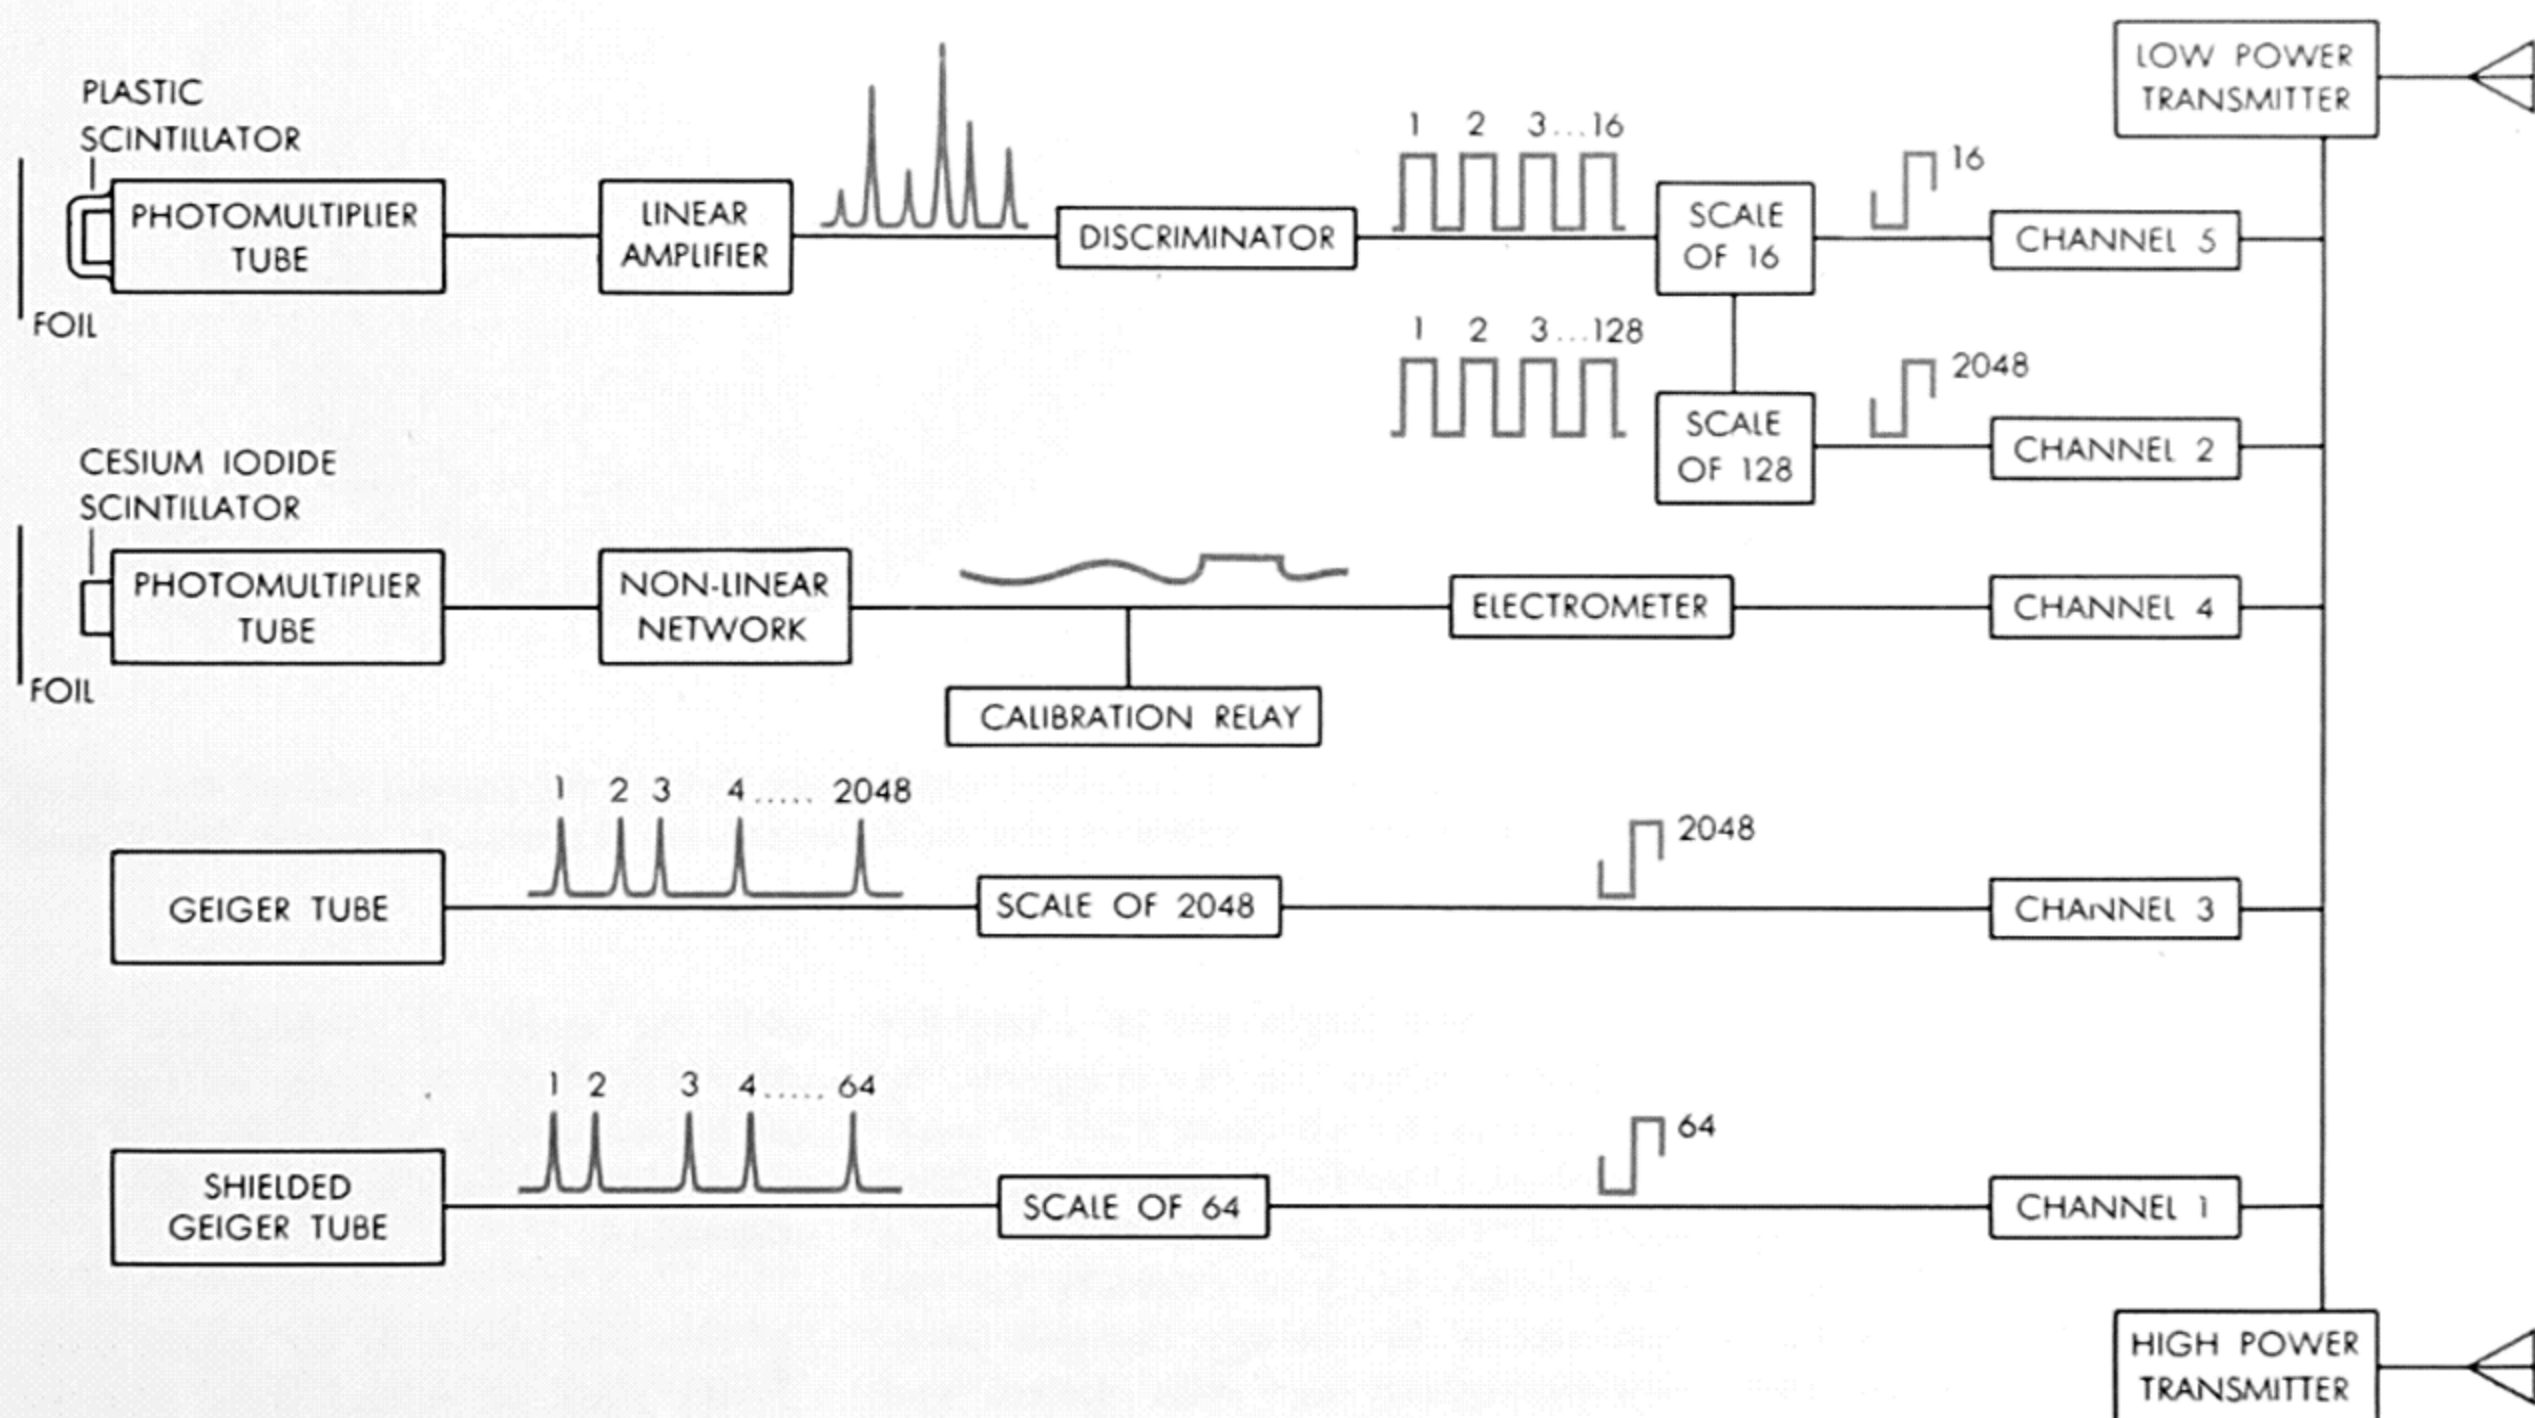 PLASTIC
SCINTILLATOR
PHOTOMULTIPLIER
TUBE
FOIL
LINEAR
AMPLIFIER
DISCRIMINATOR
1 2 3...16
SCALE
OF 16
16
CHANNEL 5
LOW POWER
TRANSMITTER
1 2 3...128
SCALE
OF 128
2048
CHANNEL 2
CESIUM IODIDE
SCINTILLATOR
PHOTOMULTIPLIER
TUBE
FOIL
NON-LINEAR
NETWORK
CALIBRATION RELAY
ELECTROMETER
CHANNEL 4
GEIGER TUBE
1 2 3 4...... 2048
SCALE OF 2048
2048
CHANNEL 3
SHIELDED
GEIGER TUBE
1 2 3 4...... 64
SCALE OF 64
64
CHANNEL 1
HIGH POWER
TRANSMITTER